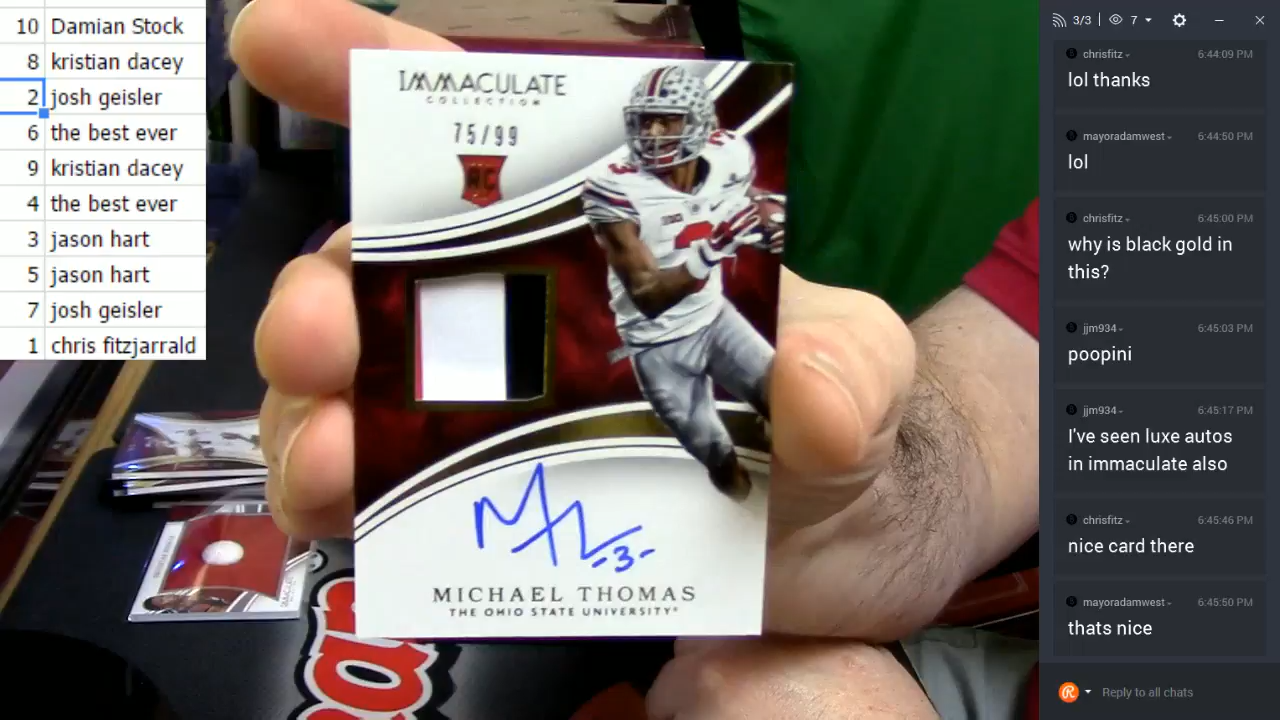 10 Damian Stock
8 kristian dacey
2 josh geisler
6 the best ever
9 kristian dacey
4 the best ever
3 jason hart
5 jason hart
7 josh geisler
1 chris fitzjarrald
IMMACULATE
COLLECTION
75/99
RC
3
MICHAEL THOMAS
THE OHIO STATE UNIVERSITY
-3-
3/3 7
chrisfitz 6:44:09 PM
lol thanks
mayoradamwest 6:44:50 PM
lol
chrisfitz 6:45:00 PM
why is black gold in
this?
jjm934 6:45:03 PM
poopini
jjm934 6:45:17 PM
I've seen luxe autos
in immaculate also
chrisfitz 6:45:46 PM
nice card there
mayoradamwest 6:45:50 PM
thats nice
Reply to all chats